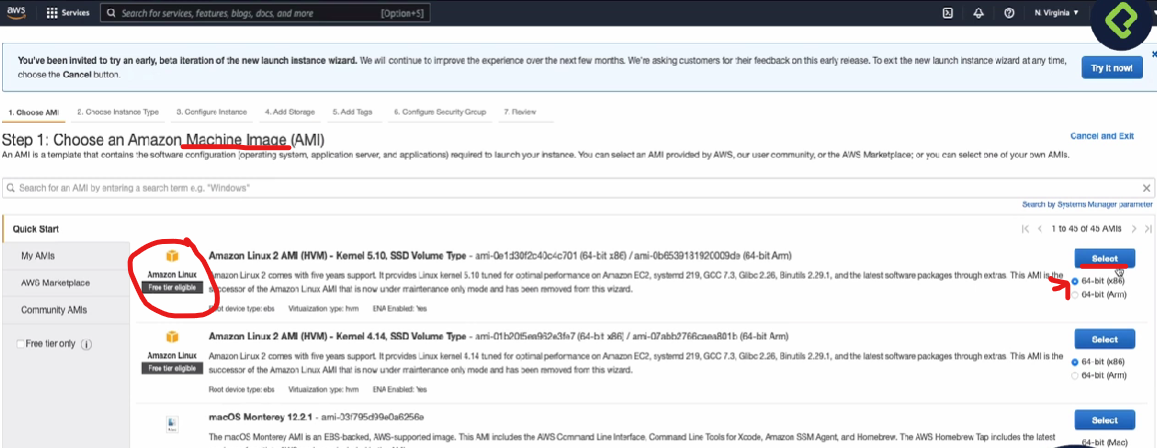 aws Services Search for services, features, blogs, docs, and more [Option+S] N. Virginia
You've been invited to try an early, beta iteration of the new launch instance wizard. We will continue to improve the experience over the next few months. We're asking customers for their feedback on this early release. To exit the new launch instance wizard at any time,
choose the Cancel button.
Try it now!
1. Choose AMI 2. Choose Instance Type 3. Configure Instance 4. Add Storage 5. Add Tags 6. Configure Security Group 7. Review
Step 1: Choose an Amazon Machine Image (AMI)
Cancel and Exit
An AMI is a template that contains the software configuration (operating system, application server, and applications) required to launch your instance. You can select an AMI provided by AWS, our user community, or the AWS Marketplace; or you can select one of your own AMIs.
Search for an AMI by entering a search term e.g. "Windows"
Search by Systems Manager parameter
Quick Start
1 to 45 of 45 AMIs
My AMIs
AWS Marketplace
Community AMIs
Free tier only
Amazon Linux
Free tier eligible
Amazon Linux 2 AMI (HVM) - Kernel 5.10, SSD Volume Type - (64-bit x86) / (64-bit Arm)
Amazon Linux 2 comes with five years support. It provides Linux kernel 5.10 tuned for optimal performance on Amazon EC2, systemd 219, GCC 7.3, Glibc 2.26, Binutils 2.29.1, and the latest software packages through extras. This AMI is the
successor of the Amazon Linux AMI that is now under maintenance only mode and has been removed from this wizard.
Root device type: ebs Virtualization type: hvm ENA Enabled: Yes
Select
64-bit (x86)
64-bit (Arm)
Amazon Linux
Free tier eligible
Amazon Linux 2 AMI (HVM) - Kernel 4.14, SSD Volume Type - (64-bit x86) / (64-bit Arm)
Amazon Linux 2 comes with five years support. It provides Linux kernel 4.14 tuned for optimal performance on Amazon EC2, systemd 219, GCC 7.3, Glibc 2.26, Binutils 2.29.1, and the latest software packages through extras. This AMI is the
successor of the Amazon Linux AMI that is now under maintenance only mode and has been removed from this wizard.
Root device type: ebs Virtualization type: hvm ENA Enabled: Yes
Select
64-bit (x86)
64-bit (Arm)
macOS Monterey 12.2.1 -
The macOS Monterey AMI is an EBS-backed, AWS-supported image. This AMI includes the AWS Command Line Interface, Command Line Tools for Xcode, Amazon SSM Agent, and Homebrew. The AWS Homebrew Tap includes the latest
Select
64-bit (Mac)